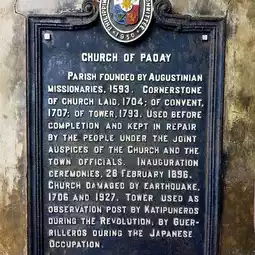 COMMITTEE
1950
CHURCH OF PAOAY
PARISH FOUNDED BY AUGUSTINIAN
MISSIONARIES, 1593. CORNERSTONE
OF CHURCH LAID, 1704; OF CONVENT,
1707; OF TOWER, 1793. USED BEFORE
COMPLETION AND KEPT IN REPAIR
BY THE PEOPLE UNDER THE JOINT
AUSPICES OF THE CHURCH AND THE
TOWN OFFICIALS. INAUGURATION
CEREMONIES, 28 FEBRUARY 1896.
CHURCH DAMAGED BY EARTHQUAKE,
1706 AND 1927. TOWER USED AS
OBSERVATION POST BY KATIPUNEROS
DURING THE REVOLUTION, BY GUER-
RILLEROS DURING THE JAPANESE
OCCUPATION.